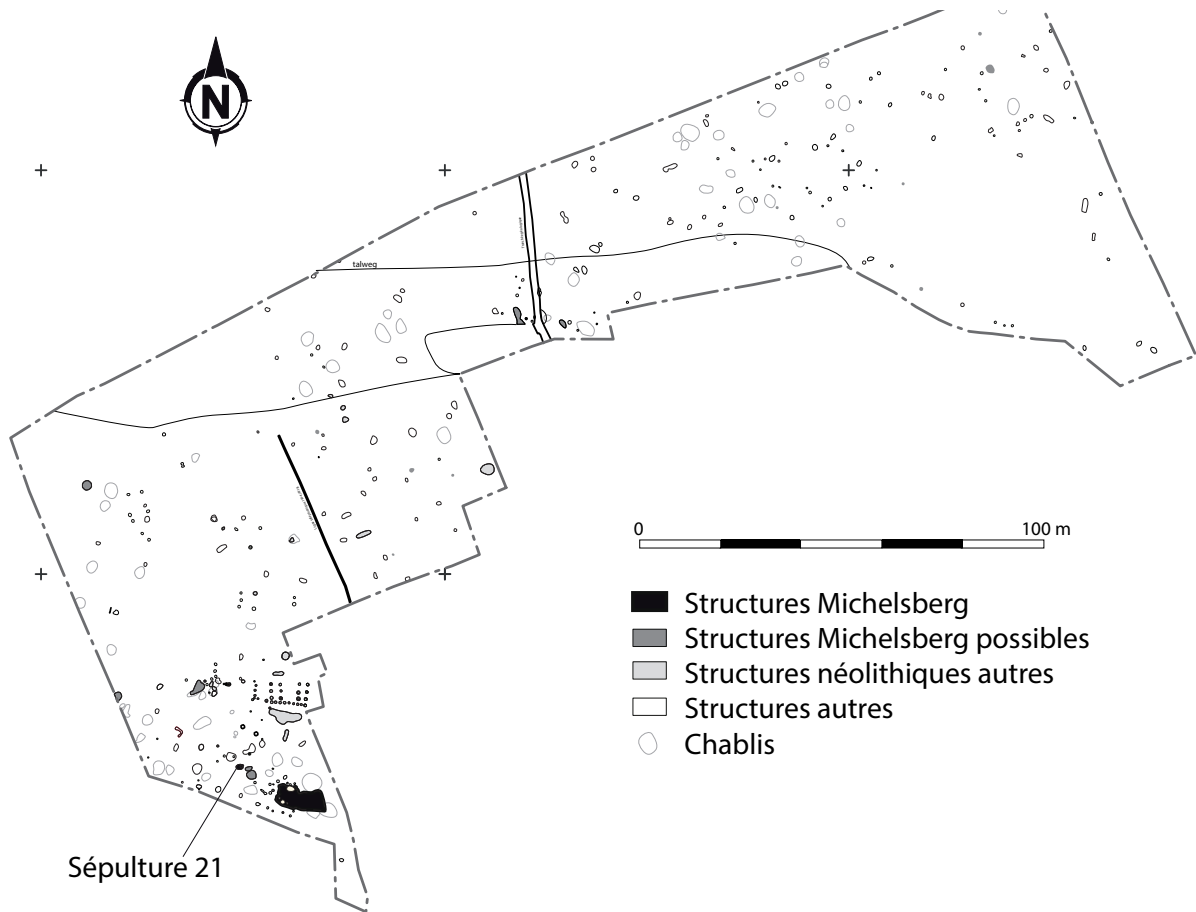 N
talweg
0 100 m
Structures Michelsberg
Structures Michelsberg possibles
Structures néolithiques autres
Structures autres
Chablis
Sépulture 21